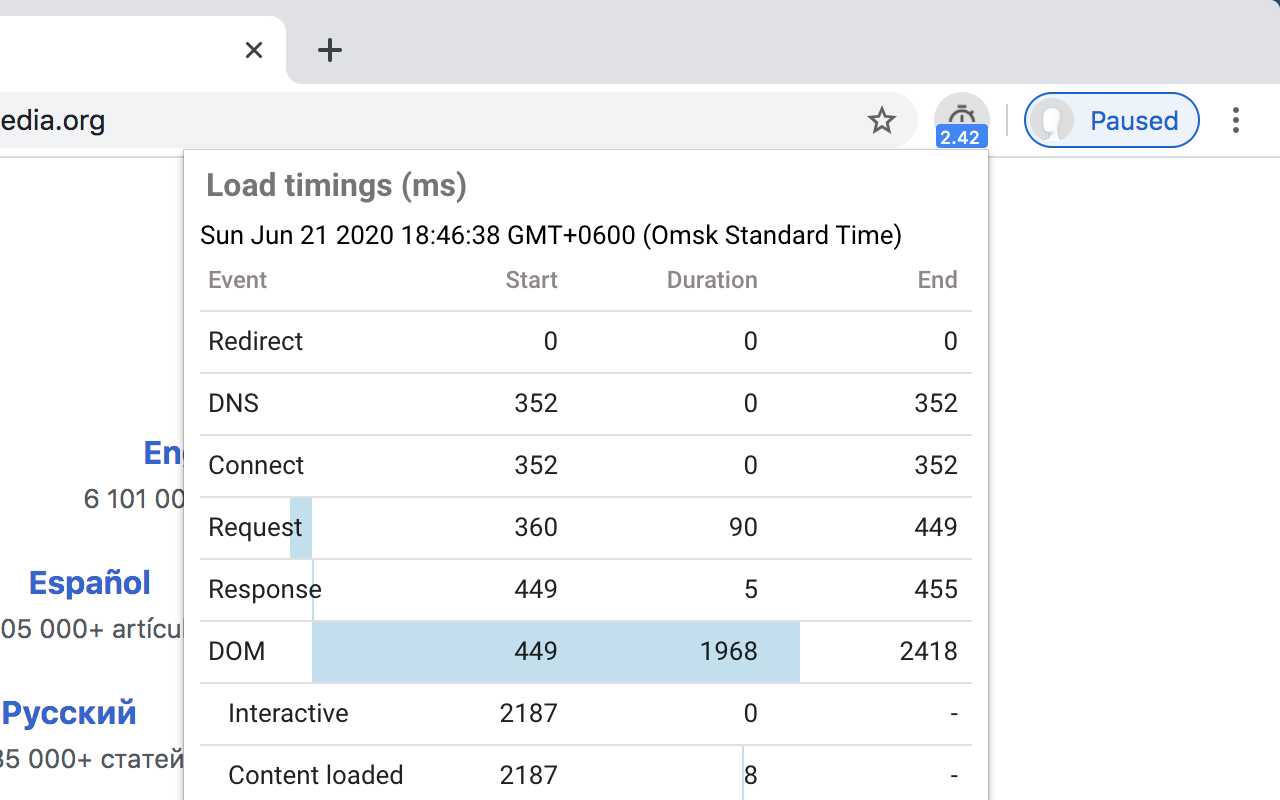 edia.org
2.42
Paused
Load timings (ms)
Sun Jun 21 2020 18:46:38 GMT+0600 (Omsk Standard Time)
Event Start Duration End
Redirect 0 0 0
DNS 352 0 352
Connect 352 0 352
Request 360 90 449
Response 449 5 455
DOM 449 1968 2418
Interactive 2187 0 -
Content loaded 2187 8 -
Eng
6 101 00
Español
05 000+ artícul
Русский
35 000+ статей